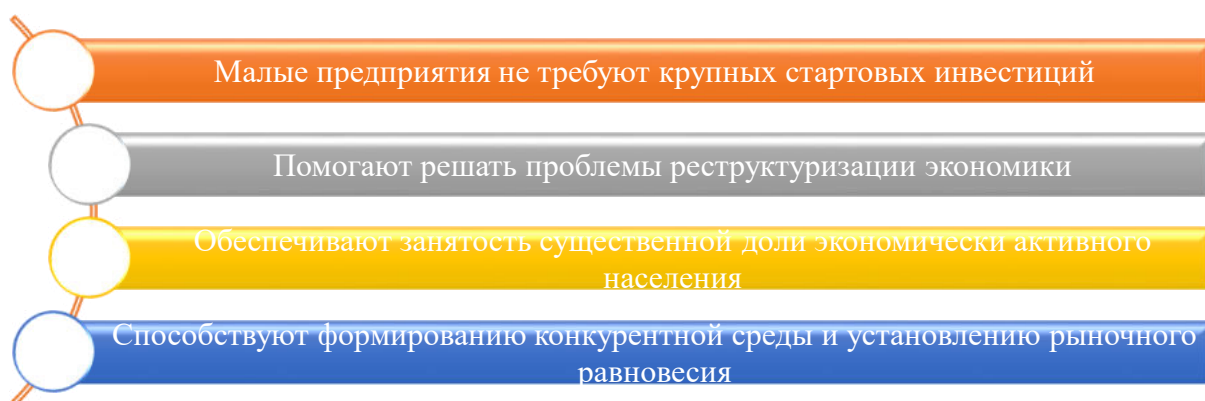 Малые предприятия не требуют крупных стартовых инвестиций
Помогают решать проблемы реструктуризации экономики
Обеспечивают занятость существенной доли экономически активного
населения
Способствуют формированию конкурентной среды и установлению рыночного
равновесия